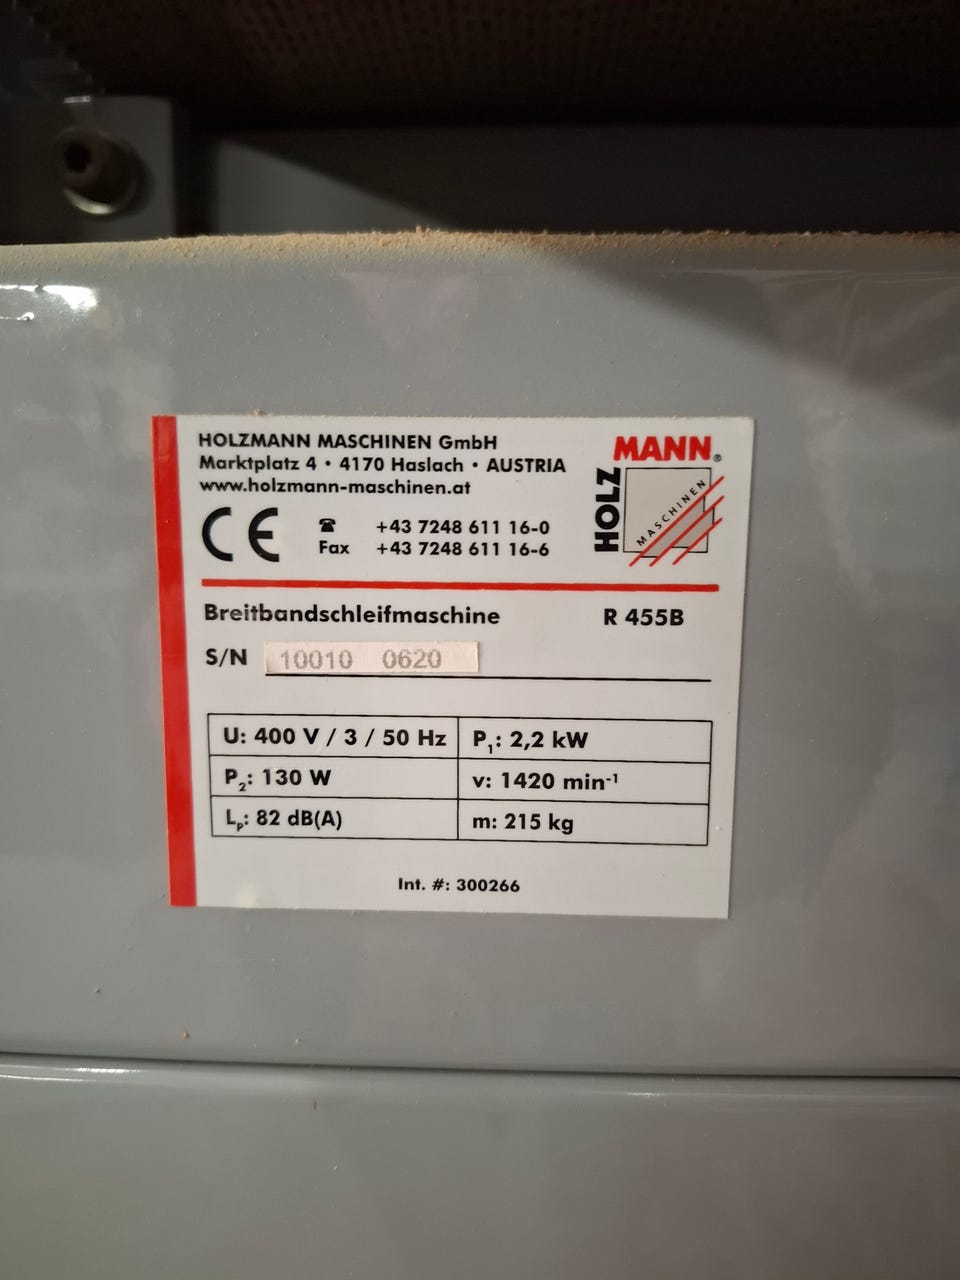 HOLZMANN MASCHINEN GmbH
Marktplatz 4 • 4170 Haslach • AUSTRIA
www.holzmann-maschinen.at
CE
☎ +43 7248 611 16-0
Fax +43 7248 611 16-6
HOLZ
MANN®
MASCHINEN
Breitbandschleifmaschine R 455B
S/N 10010 0620
U: 400 V / 3 / 50 Hz P₁: 2,2 kW
P₂: 130 W v: 1420 min⁻¹
Lₚ: 82 dB(A) m: 215 kg
Int. #: 300266